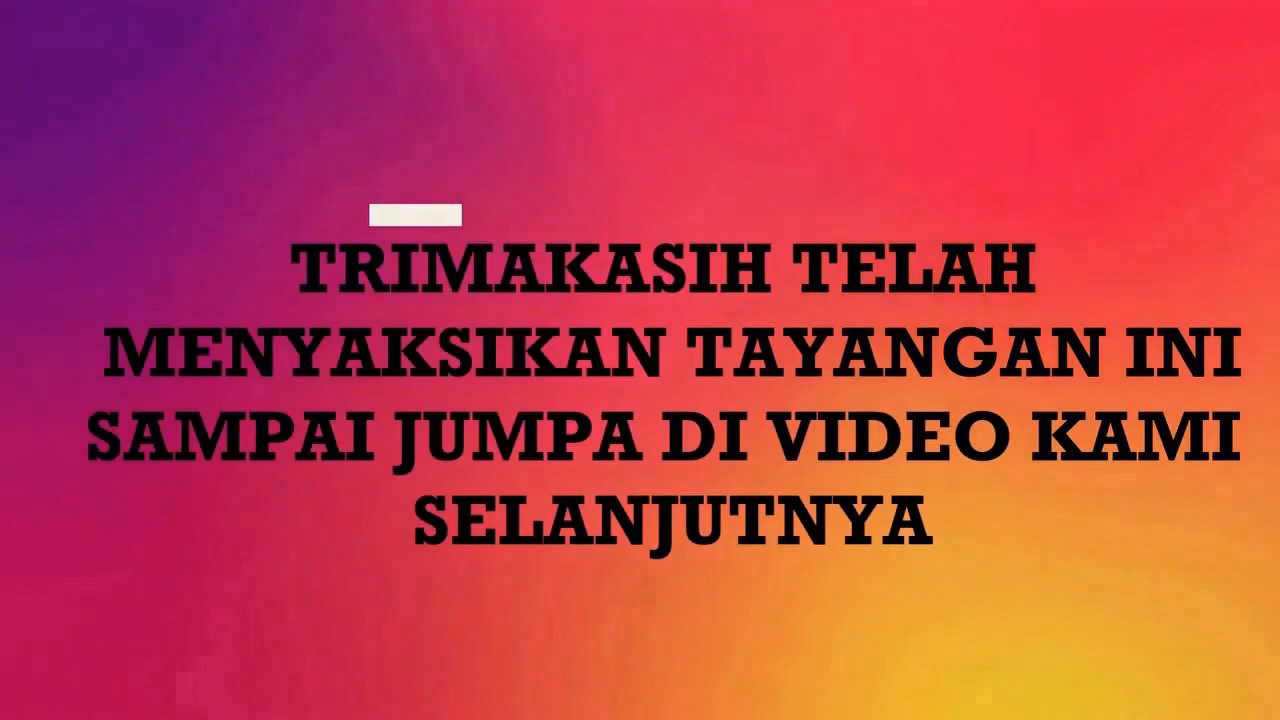 TRIMAKASIH TELAH
MENYAKSIKAN TAYANGAN INI
SAMPAI JUMPA DI VIDEO KAMI
SELANJUTNYA